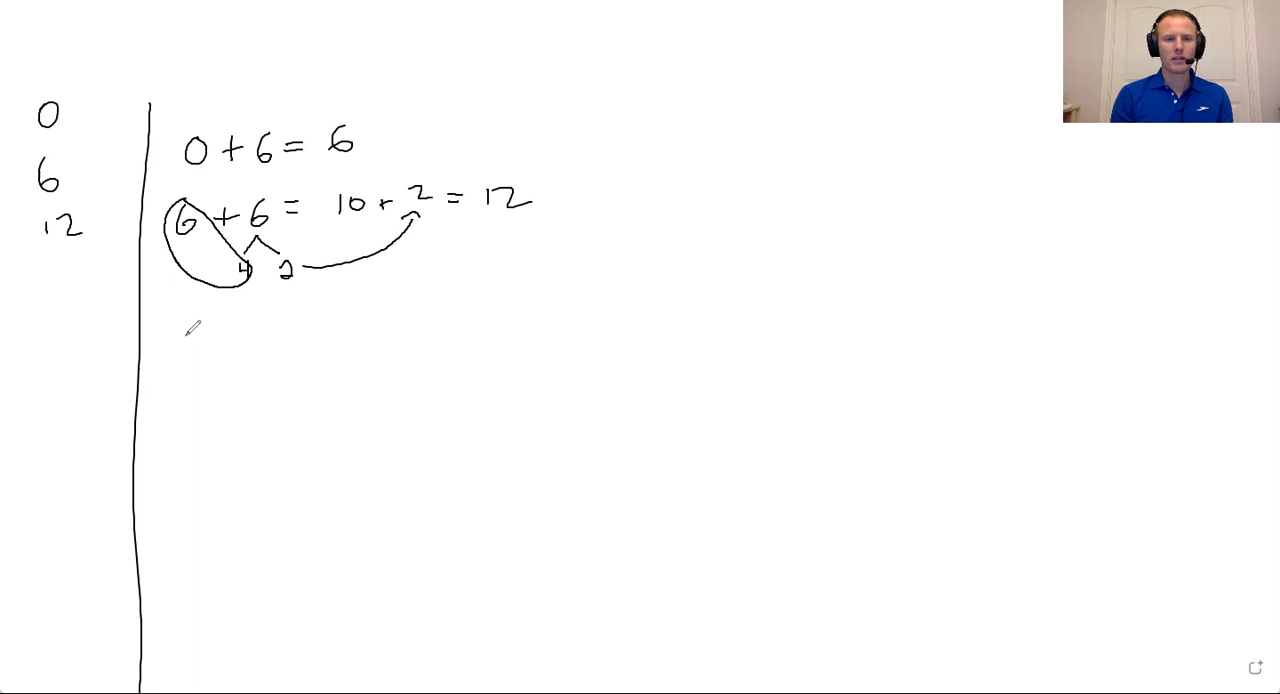 0
6
12
0 + 6 = 6
6 + 6 = 10 + 2 = 12
4 2